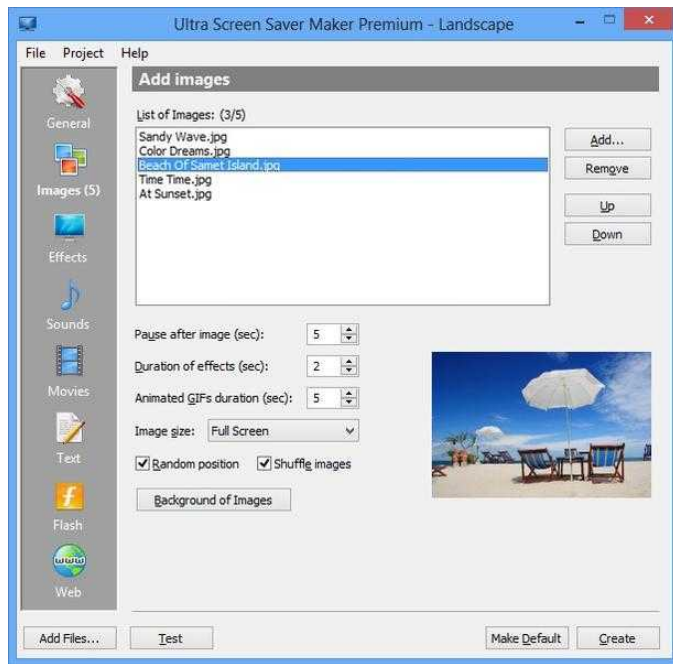 Ultra Screen Saver Maker Premium - Landscape
File Project Help
General
Images (5)
Effects
Sounds
Movies
Text
Flash
www
Web
Add images
List of Images: (3/5)
Sandy Wave.jpg
Color Dreams.jpg
Beach Of Samet Island.jpg
Time Time.jpg
At Sunset.jpg
Add...
Remove
Up
Down
Pause after image (sec): 5
Duration of effects (sec): 2
Animated GIFs duration (sec): 5
Image size: Full Screen
Random position Shuffle images
Background of Images
Add Files... Test Make Default Create